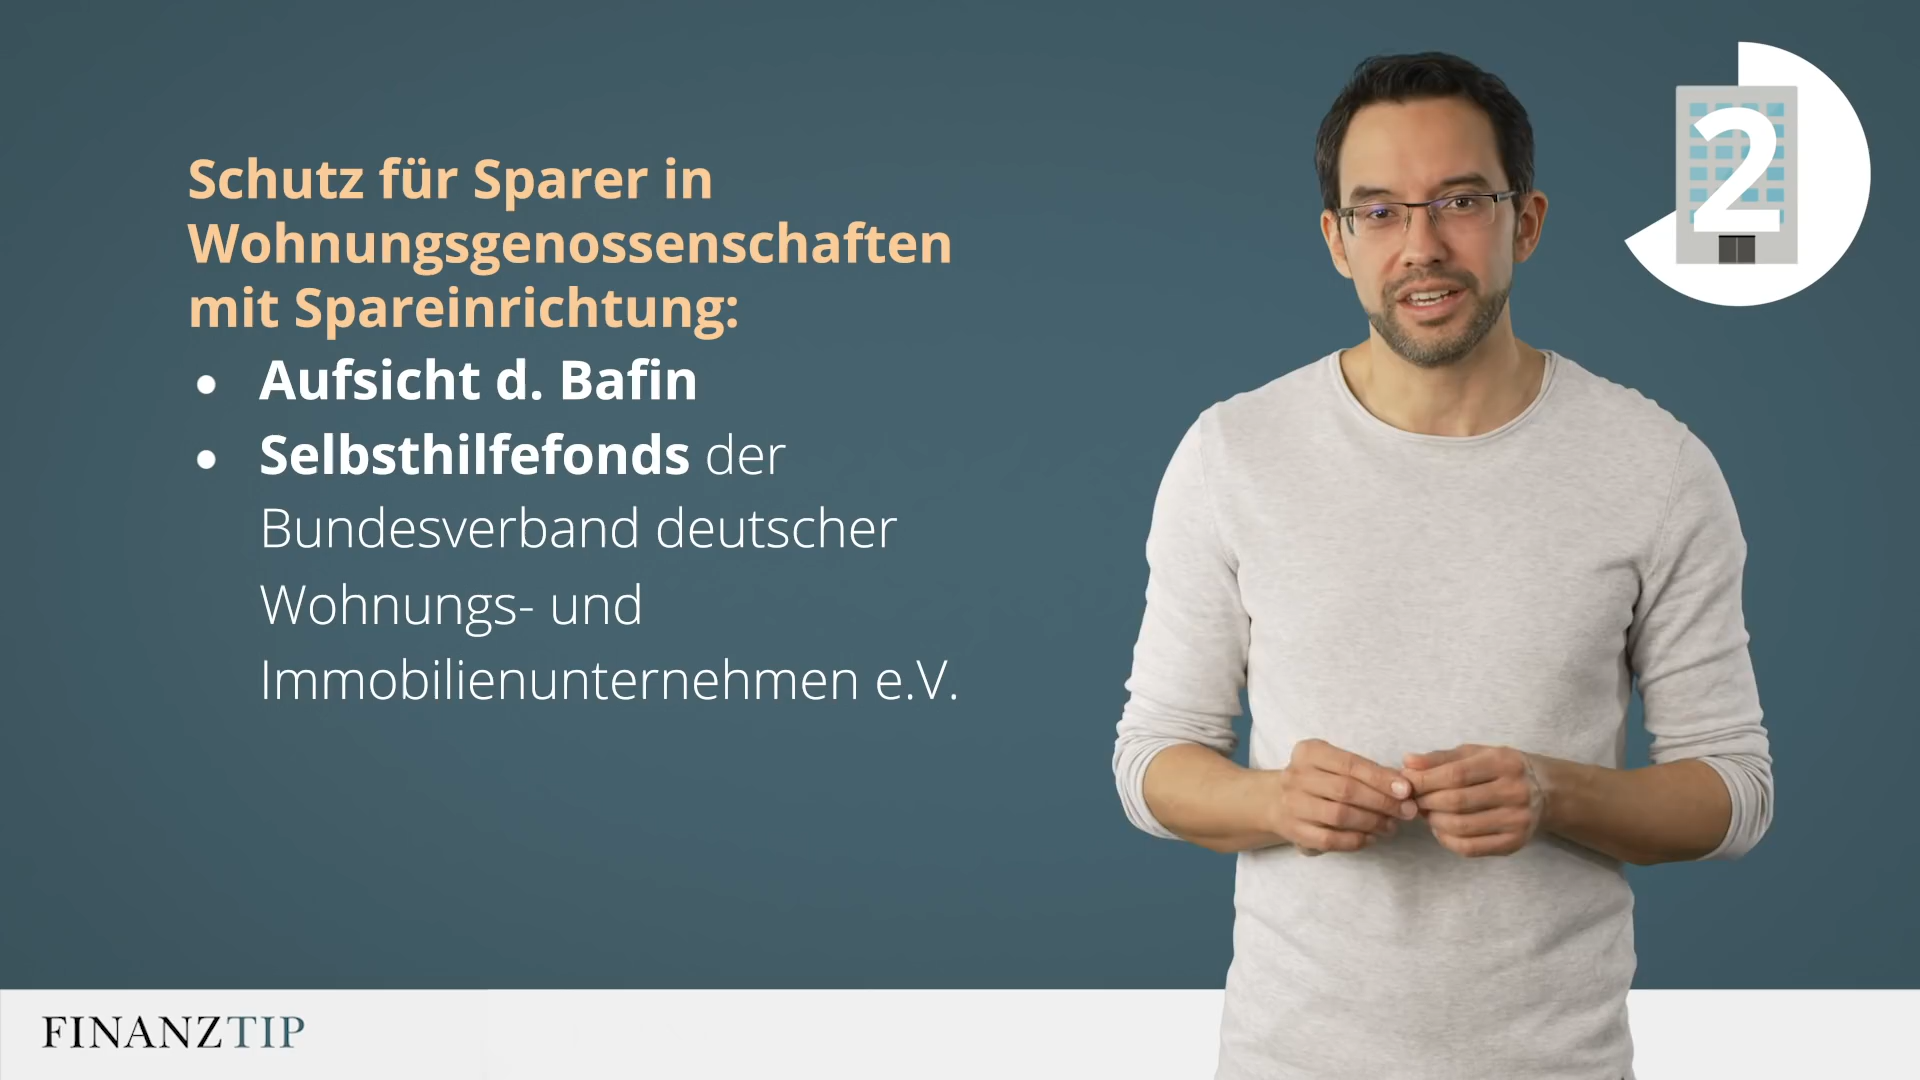 Schutz für Sparer in
Wohnungsgenossenschaften
mit Spareinrichtung:
• Aufsicht d. Bafin
• Selbsthilfefonds der
Bundesverband deutscher
Wohnungs- und
Immobilienunternehmen e.V.
2
FINANZTIP